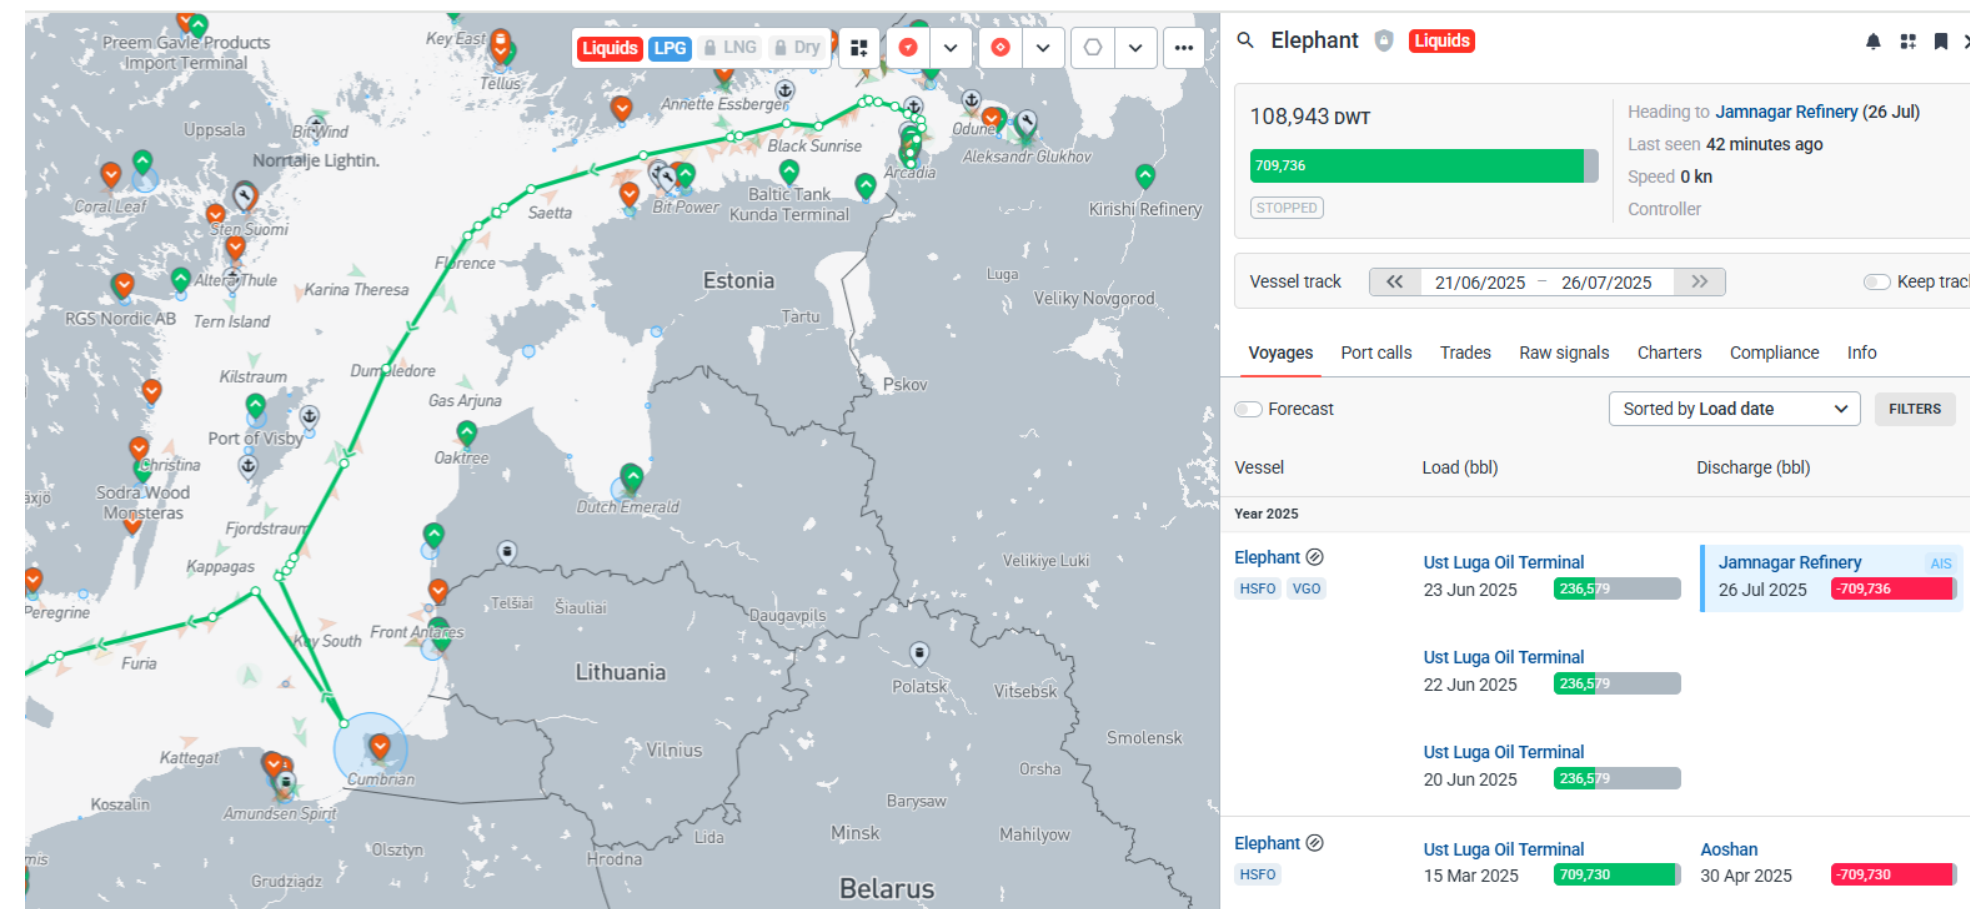 Preem Gavle Products
Import Terminal
Key East
Tellus
Liquids LPG LNG Dry
Annette Essberger
Uppsala
Bit Wind
Norrtalje Lightin.
Black Sunrise
Odune
Aleksandr Glukhov
Arcadia
Coral Leaf
Sten Suomi
Saetta
Bit Power
Baltic Tank
Kunda Terminal
Kirishi Refinery
Florence
Altera Thule
Karina Theresa
Estonia
Luga
Veliky Novgorod
RGS Nordic AB
Tern Island
Tartu
Kilstraum
Dumbledore
Gas Arjuna
Pskov
Port of Visby
Oaktree
Christina
äxjö
Sodra Wood
Monsteras
Dutch Emerald
Fjordstraum
Kappagas
Velikiye Luki
Peregrine
Telšiai
Šiauliai
Daugavpils
Key South
Front Antares
Furia
Lithuania
Polatsk
Vitsebsk
Kattegat
Vilnius
Smolensk
Cumbrian
Orsha
Koszalin
Amundsen Spirit
Barysaw
Lida
Minsk
Mahilyow
Olsztyn
Hrodna
mis
Grudziądz
Belarus
Elephant Liquids
108,943 DWT
709,736
STOPPED
Heading to Jamnagar Refinery (26 Jul)
Last seen 42 minutes ago
Speed 0 kn
Controller
Vessel track 21/06/2025 – 26/07/2025 Keep trac
Voyages Port calls Trades Raw signals Charters Compliance Info
Forecast Sorted by Load date FILTERS
Vessel Load (bbl) Discharge (bbl)
Year 2025
Elephant Ust Luga Oil Terminal Jamnagar Refinery AIS
HSFO VGO 23 Jun 2025 236,579 26 Jul 2025 -709,736
Ust Luga Oil Terminal
22 Jun 2025 236,579
Ust Luga Oil Terminal
20 Jun 2025 236,579
Elephant Ust Luga Oil Terminal Aoshan
HSFO 15 Mar 2025 709,730 30 Apr 2025 -709,730